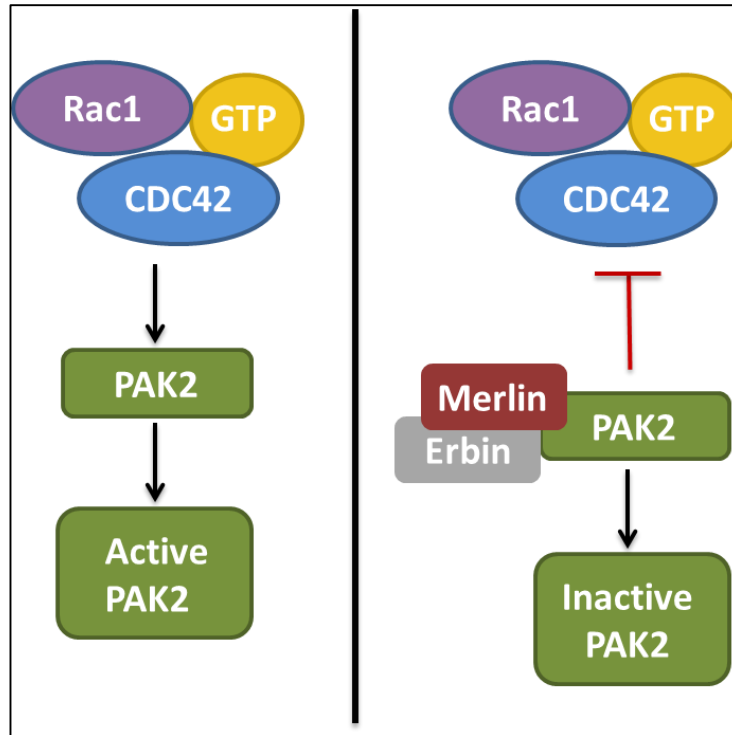 Rac1
GTP
CDC42
PAK2
Active
PAK2
Rac1
GTP
CDC42
Merlin
PAK2
Erbin
Inactive
PAK2